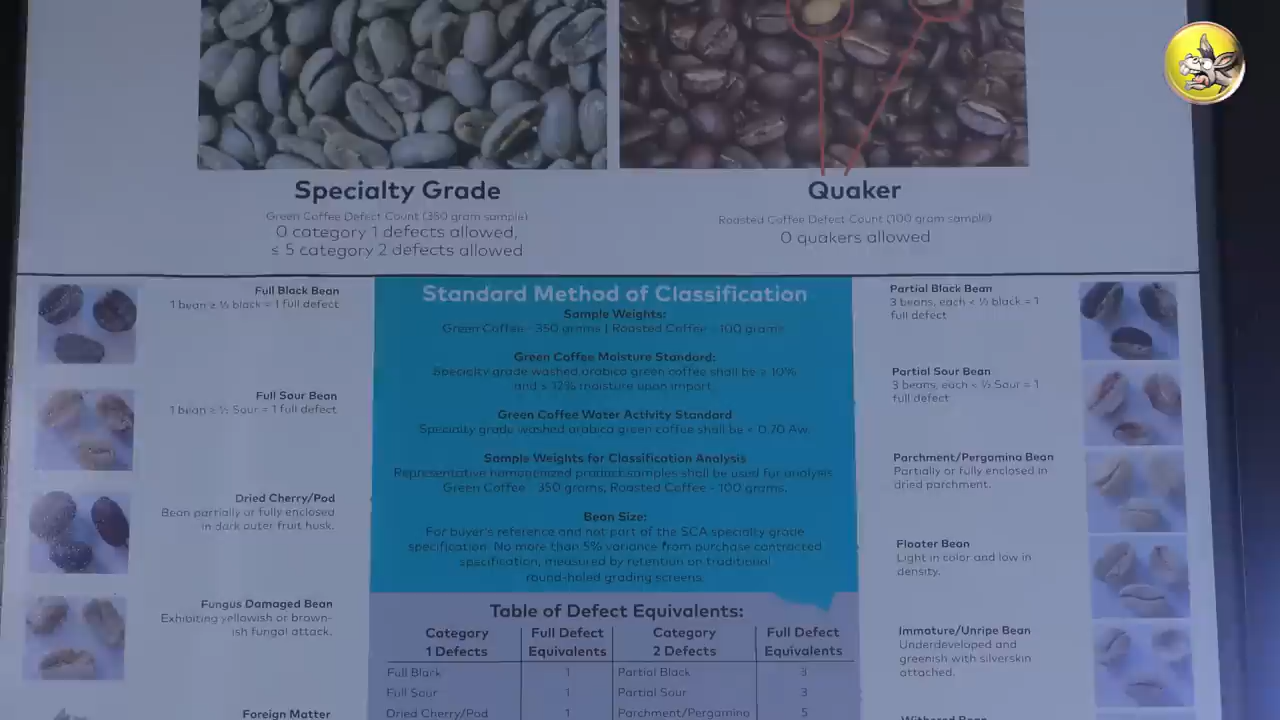 Specialty Grade
Green Coffee Defect Count (350 gram sample)
0 category 1 defects allowed,
≤ 5 category 2 defects allowed
Quaker
Roasted Coffee Defect Count (100 gram sample)
0 quakers allowed
Full Black Bean
1 bean ≥ ½ black = 1 full defect
Full Sour Bean
1 bean ≥ ½ Sour = 1 full defect
Dried Cherry/Pod
Bean partially or fully enclosed
in dark outer fruit husk.
Fungus Damaged Bean
Exhibiting yellowish or brown-
ish fungal attack.
Foreign Matter
Standard Method of Classification
Sample Weights:
Green Coffee - 350 grams | Roasted Coffee - 100 grams
Green Coffee Moisture Standard:
Specialty grade washed arabica green coffee shall be ≥ 10%
and ≤ 12% moisture upon import.
Green Coffee Water Activity Standard
Specialty grade washed arabica green coffee shall be < 0.70 Aw.
Sample Weights for Classification Analysis
Representative homogenized product samples shall be used for analysis
Green Coffee - 350 grams, Roasted Coffee - 100 grams.
Bean Size:
For buyer's reference and not part of the SCA specialty grade
specification. No more than 5% variance from purchase contracted
specification, measured by retention on traditional
round-holed grading screens.
Table of Defect Equivalents:
Category Full Defect Category Full Defect
1 Defects Equivalents 2 Defects Equivalents
Full Black 1 Partial Black 3
Full Sour 1 Partial Sour 3
Dried Cherry/Pod 1 Parchment/Pergamino 5
Partial Black Bean
3 beans, each < ½ black = 1
full defect
Partial Sour Bean
3 beans, each < ½ Sour = 1
full defect
Parchment/Pergamina Bean
Partially or fully enclosed in
dried parchment.
Floater Bean
Light in color and low in
density.
Immature/Unripe Bean
Underdeveloped and
greenish with silverskin
attached.
Withered Bean